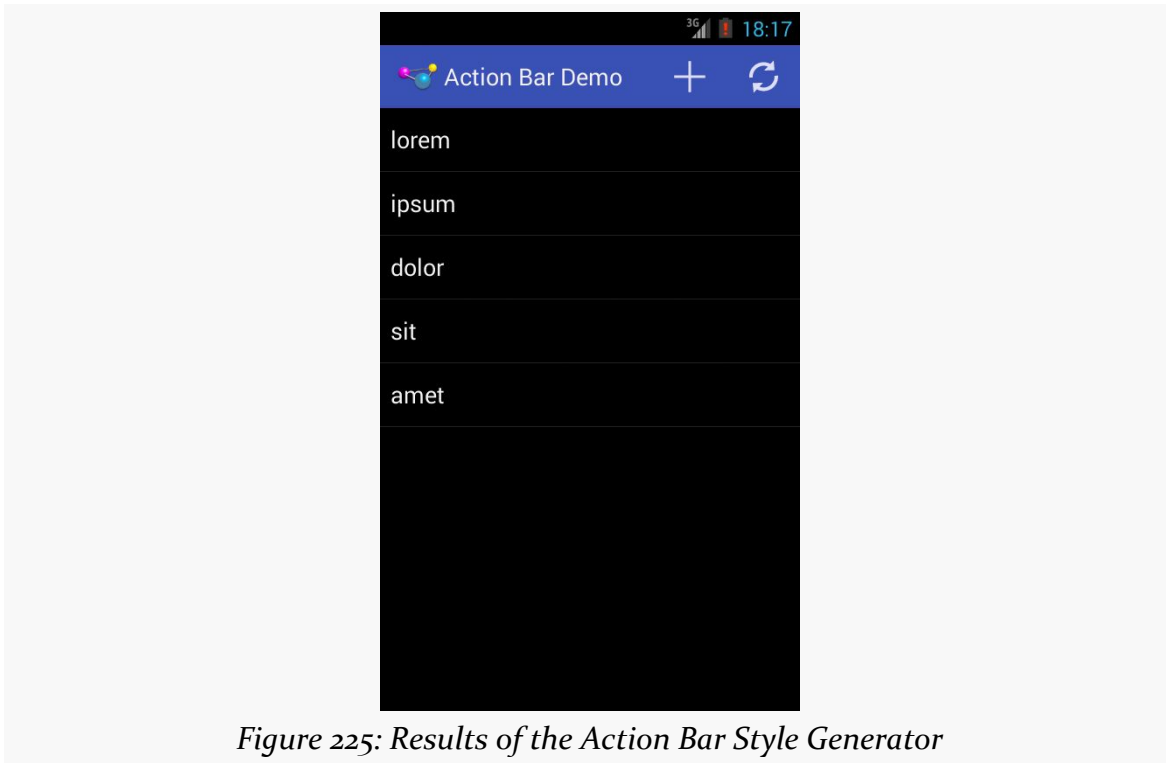 3G 18:17
Action Bar Demo
lorem
ipsum
dolor
sit
amet
Figure 225: Results of the Action Bar Style Generator